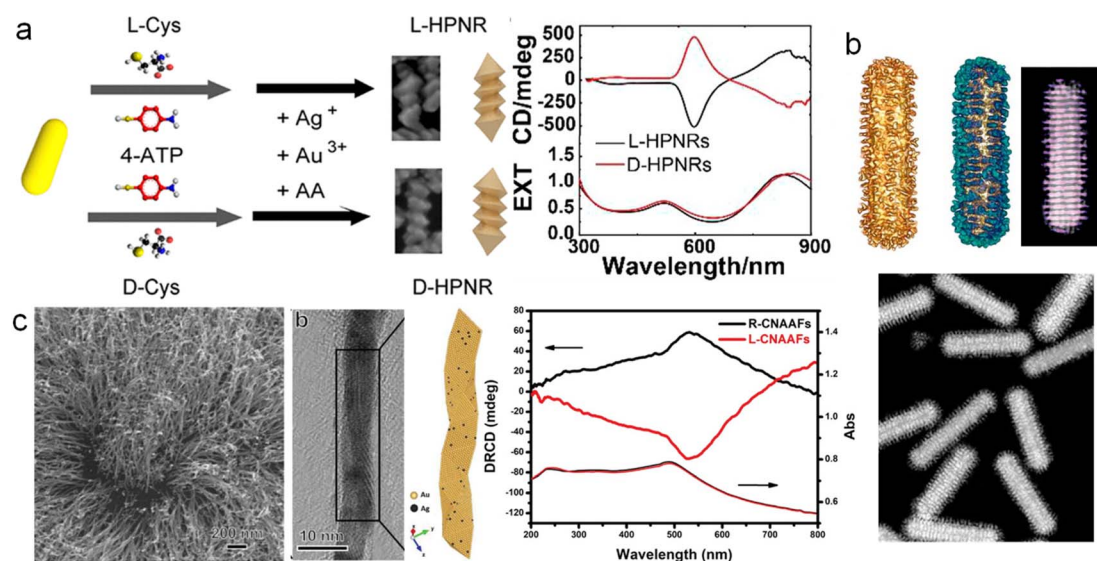 a
L-Cys
4-ATP
D-Cys
+ Ag +
+ Au 3+
+ AA
L-HPNR
D-HPNR
CD/mdeg
500
250
0
-250
-500
L-HPNRs
D-HPNRs
EXT
1.5
1.0
0.5
0.0
300
600
900
Wavelength/nm
b
c
200 nm
b
10 nm
Au
Ag
z
y
x
DRCD (mdeg)
80
60
40
20
0
-20
-40
-60
-80
-100
-120
R-CNAAFs
L-CNAAFs
1.4
1.2
1.0
0.8
0.6
Abs
200
300
400
500
600
700
800
Wavelength (nm)